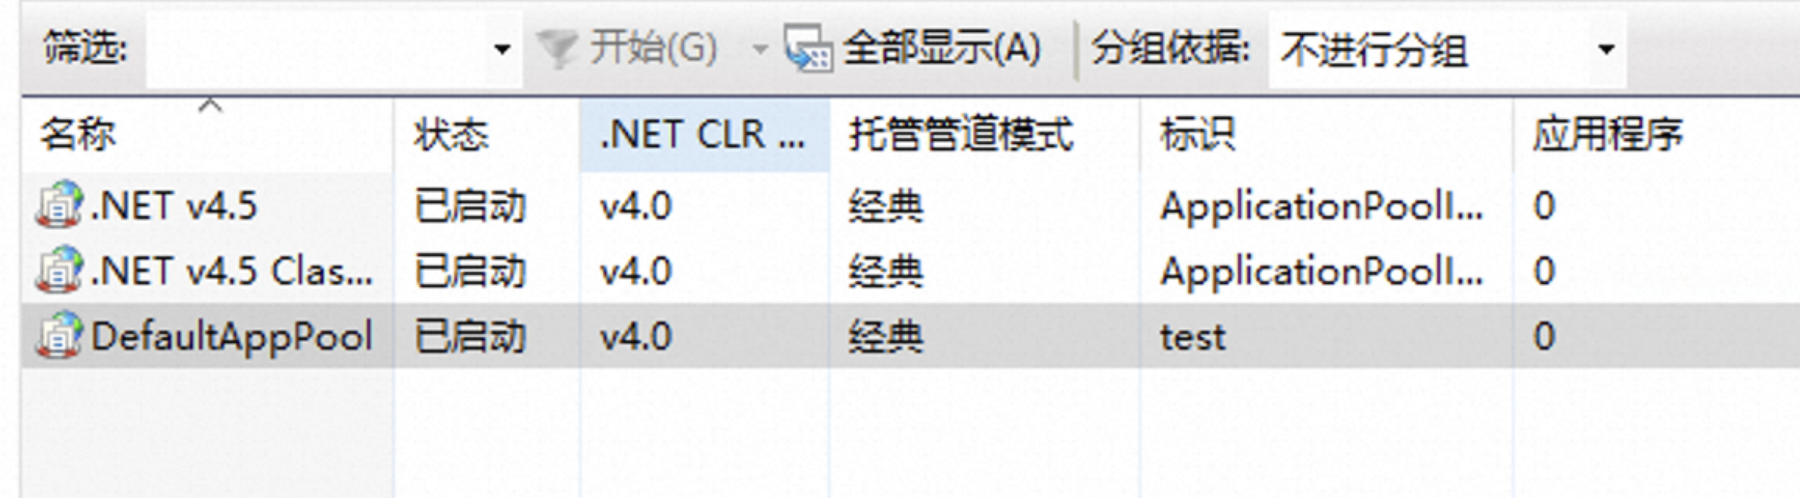 筛选: 开始(G) 全部显示(A) 分组依据: 不进行分组
名称 状态 .NET CLR ... 托管管道模式 标识 应用程序
.NET v4.5 已启动 v4.0 经典 ApplicationPoolI... 0
.NET v4.5 Clas... 已启动 v4.0 经典 ApplicationPoolI... 0
DefaultAppPool 已启动 v4.0 经典 test 0